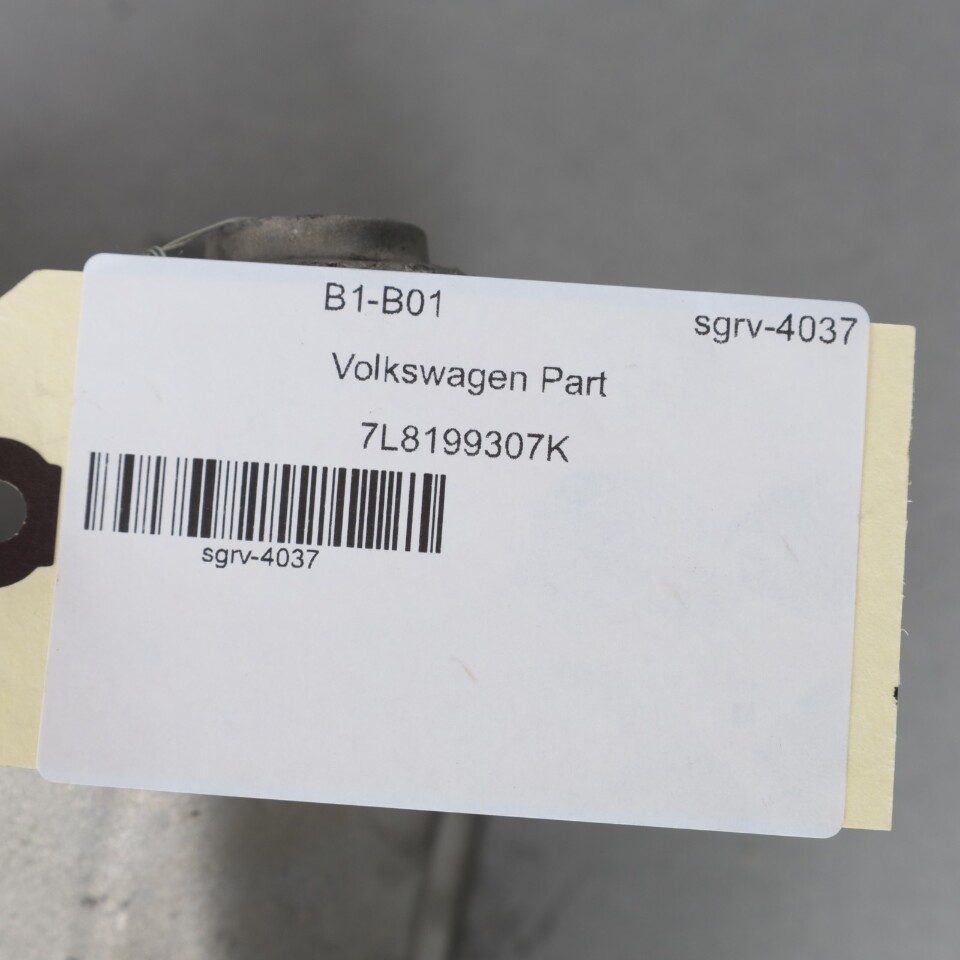 B1-B01
sgrv-4037
Volkswagen Part
7L8199307K
sgrv-4037